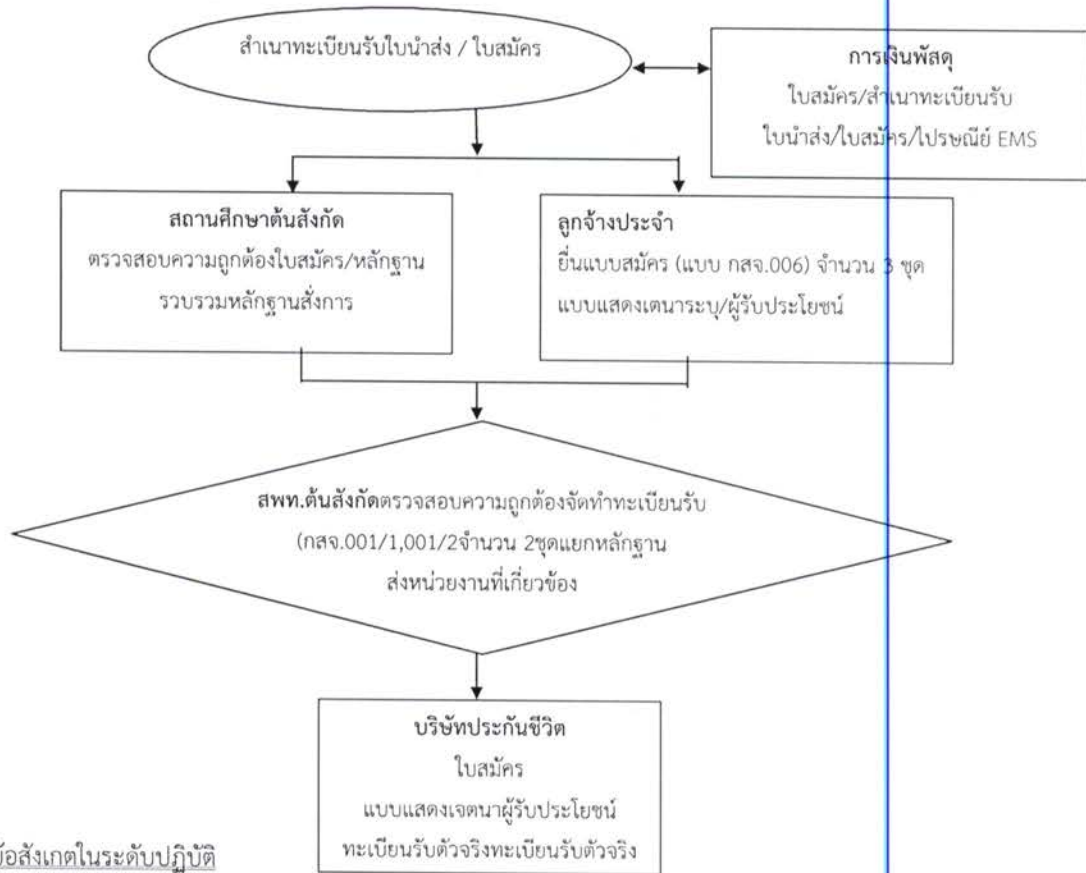 สำเนาทะเบียนรับใบนำส่ง / ใบสมัคร
การเงินพัสดุ
ใบสมัคร/สำเนาทะเบียนรับ
ใบนำส่ง/ใบสมัคร/ไปรษณีย์ EMS
สถานศึกษาต้นสังกัด
ตรวจสอบความถูกต้องใบสมัคร/หลักฐาน
รวบรวมหลักฐานสั่งการ
ลูกจ้างประจำ
ยื่นแบบสมัคร (แบบ กสจ.006) จำนวน 3 ชุด
แบบแสดงเตนาระบุ/ผู้รับประโยชน์
สพท.ต้นสังกัดตรวจสอบความถูกต้องจัดทำทะเบียนรับ
(กสจ.001/1,001/2จำนวน 2ชุดแยกหลักฐาน
ส่งหน่วยงานที่เกี่ยวข้อง
บริษัทประกันชีวิต
ใบสมัคร
แบบแสดงเจตนาผู้รับประโยชน์
ทะเบียนรับตัวจริงทะเบียนรับตัวจริง
ข้อสังเกตในระดับปฏิบัติ